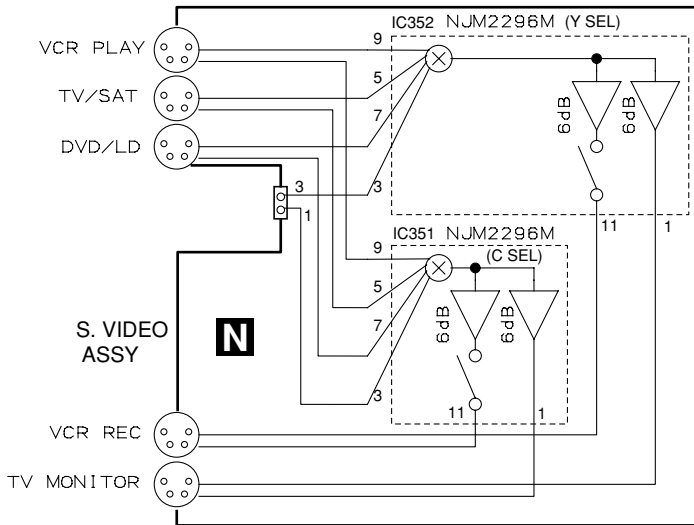 IC352 NJM2296M (Y SEL)
VCR PLAY
9
TV/SAT
5
7
DVD/LD
3
3
1
6dB
6dB
11
1
IC351 NJM2296M
(C SEL)
9
5
7
3
6dB
6dB
11
1
S. VIDEO
ASSY
N
VCR REC
TV MONITOR